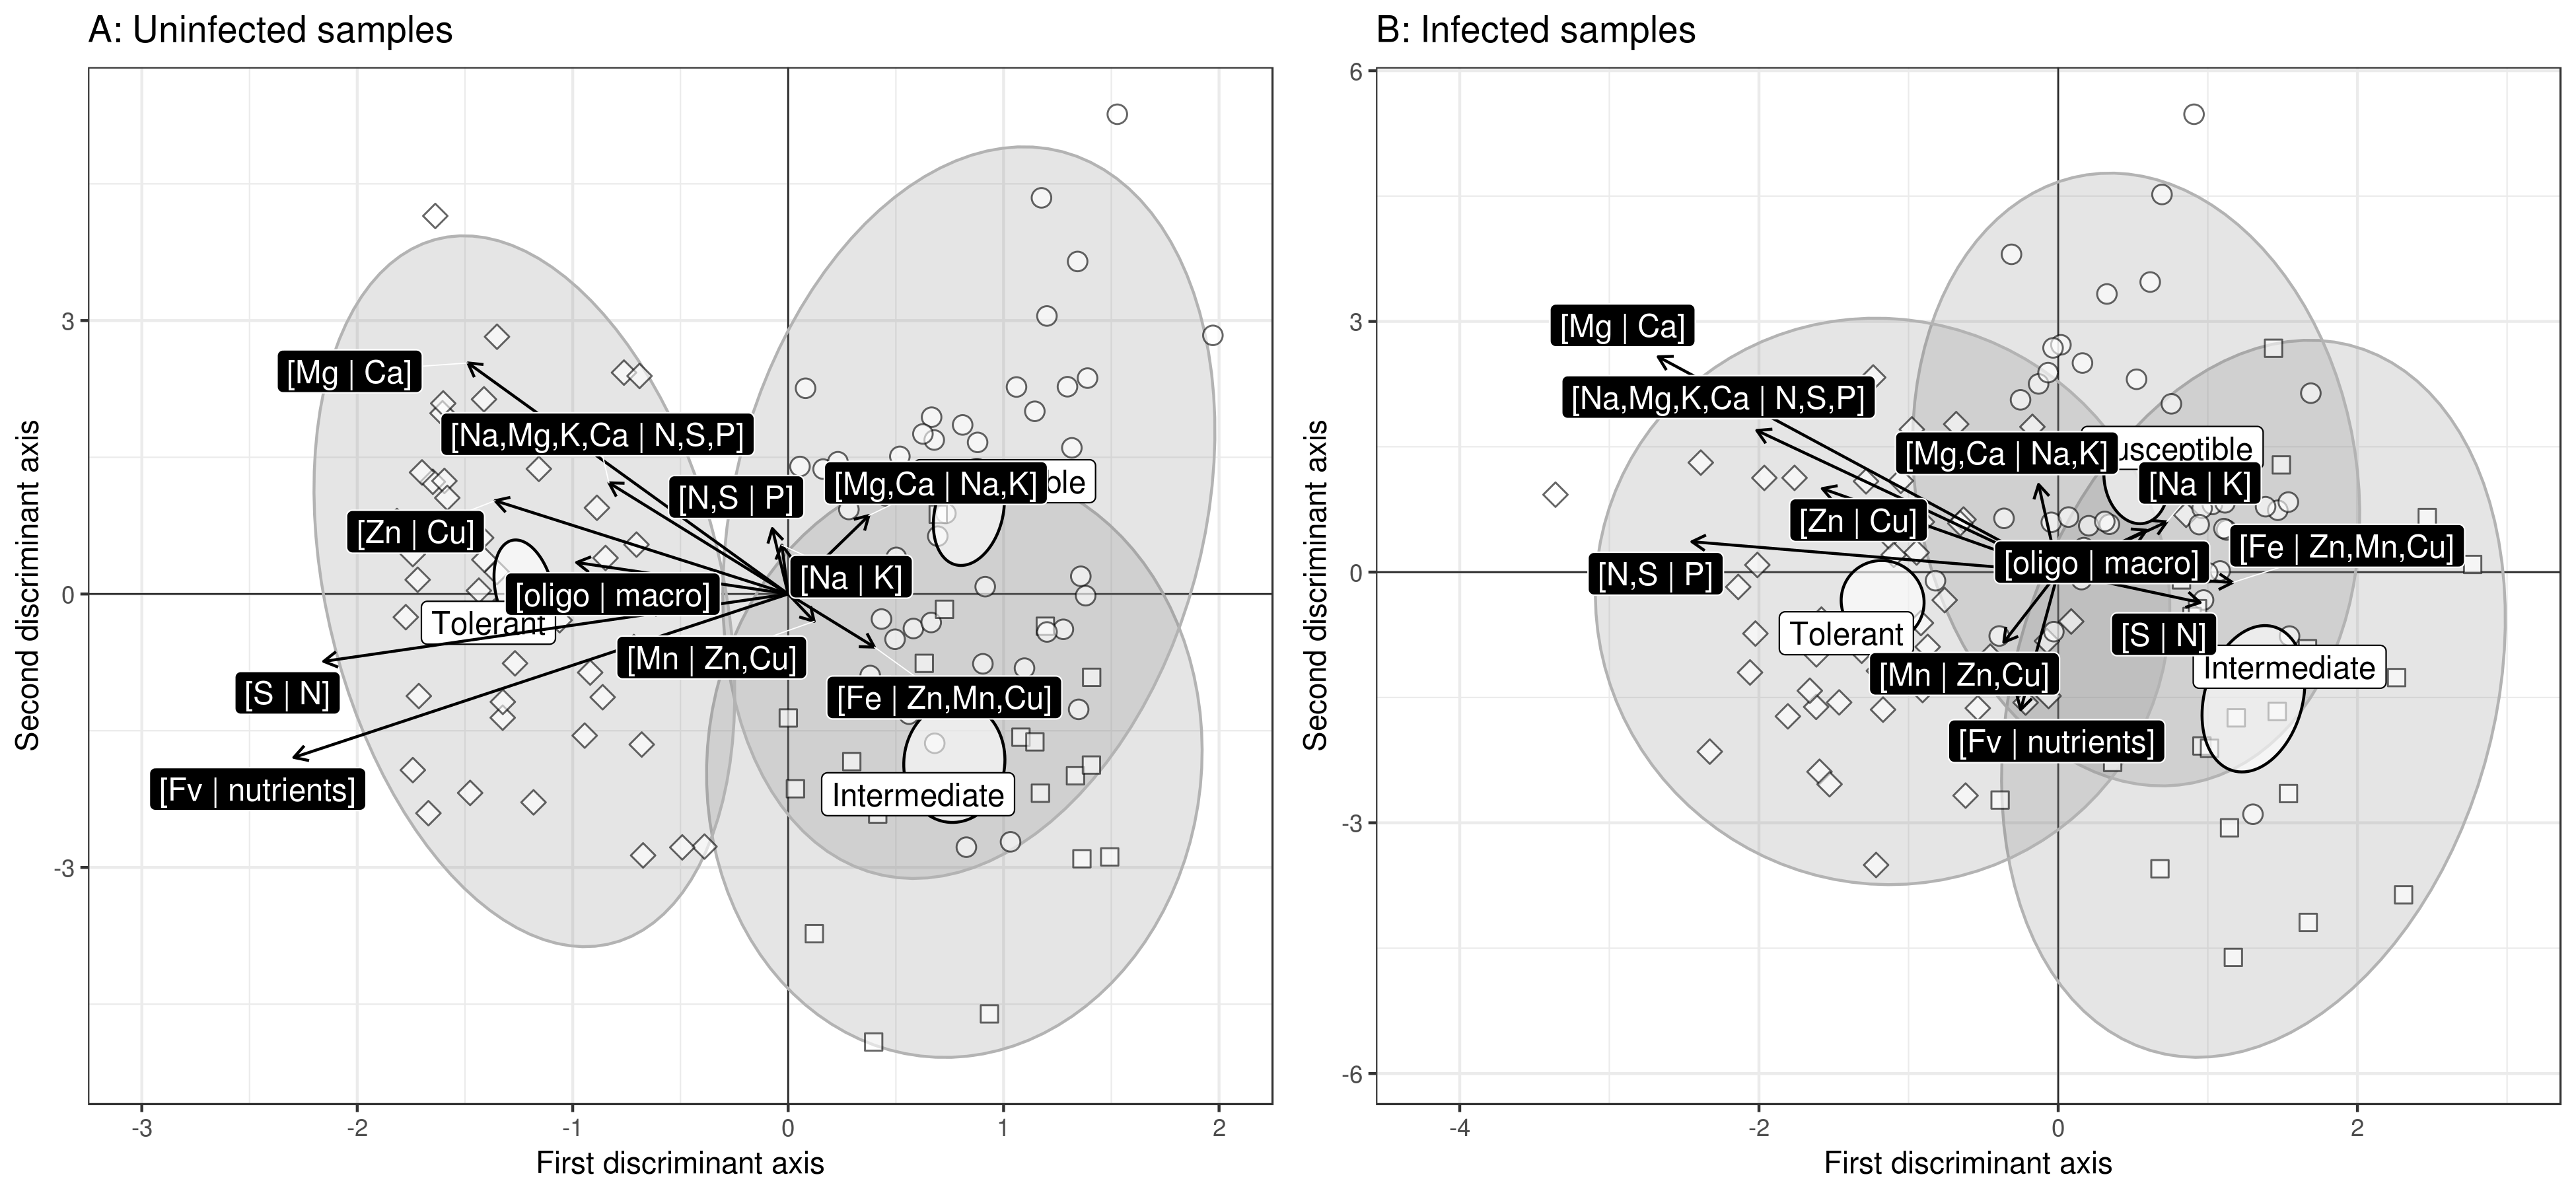 A: Uninfected samples
Second discriminant axis
3
0
-3
[Mg | Ca]
[Na,Mg,K,Ca | N,S,P]
[N,S | P]
[Mg,Ca | Na,K]
[Zn | Cu]
[Na | K]
[oligo | macro]
Tolerant
[Mn | Zn,Cu]
[S | N]
[Fe | Zn,Mn,Cu]
[Fv | nutrients]
Intermediate
-3
-2
-1
0
1
2
First discriminant axis
B: Infected samples
Second discriminant axis
6
3
0
-3
-6
[Mg | Ca]
[Na,Mg,K,Ca | N,S,P]
[Mg,Ca | Na,K]
usceptible
[Na | K]
[Zn | Cu]
[Fe | Zn,Mn,Cu]
[oligo | macro]
[N,S | P]
Tolerant
[S | N]
[Mn | Zn,Cu]
Intermediate
[Fv | nutrients]
-4
-2
0
2
First discriminant axis